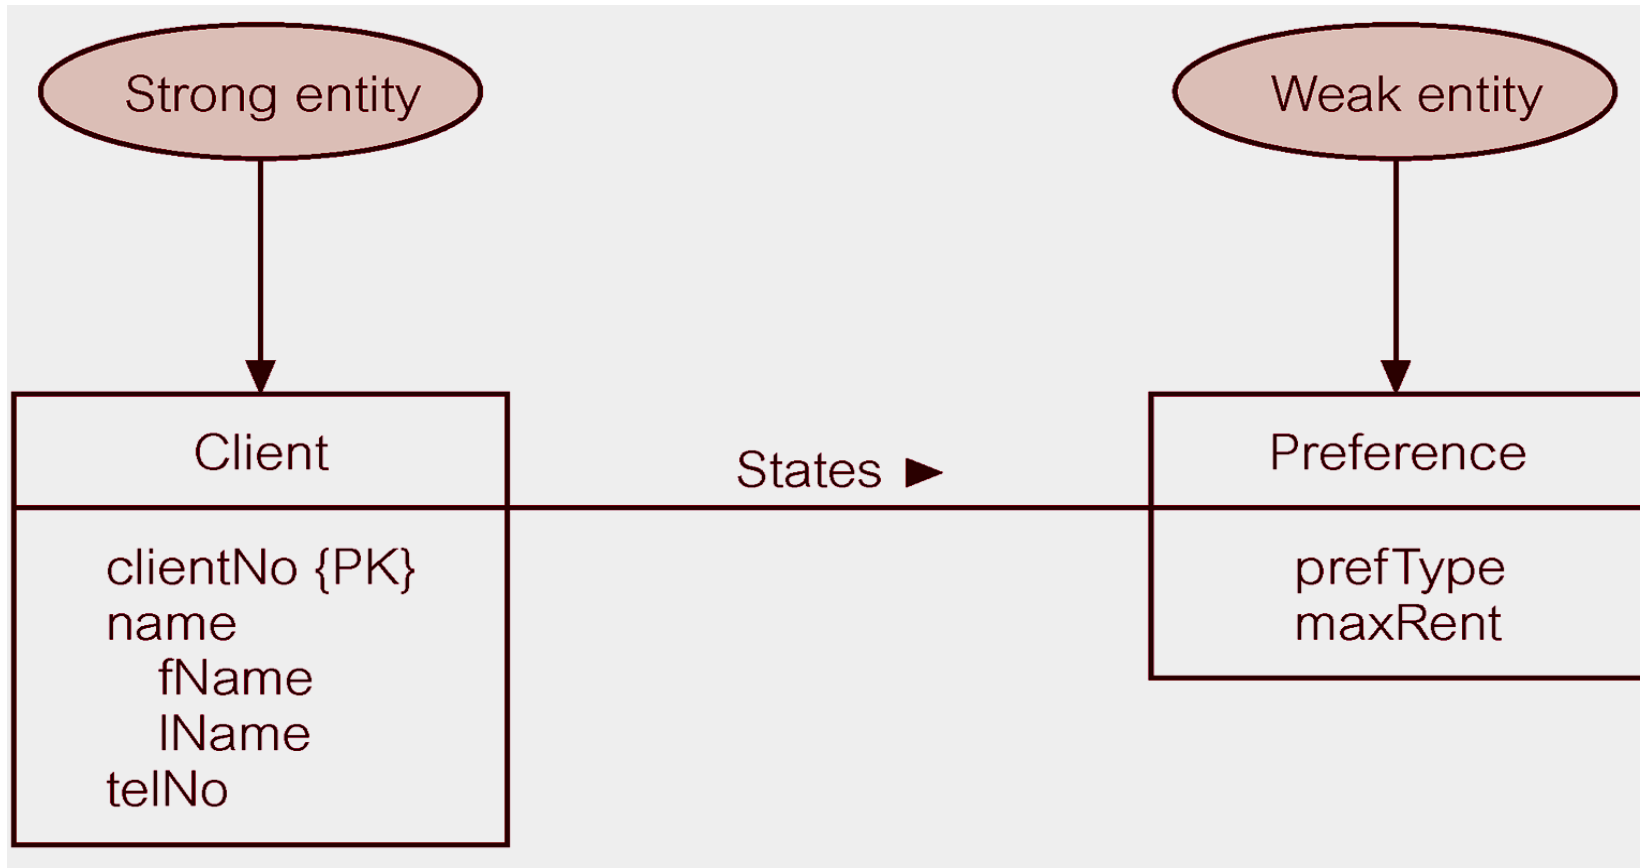 Strong entity
Weak entity
Client
States ►
Preference
clientNo {PK}
name
fName
lName
telNo
prefType
maxRent